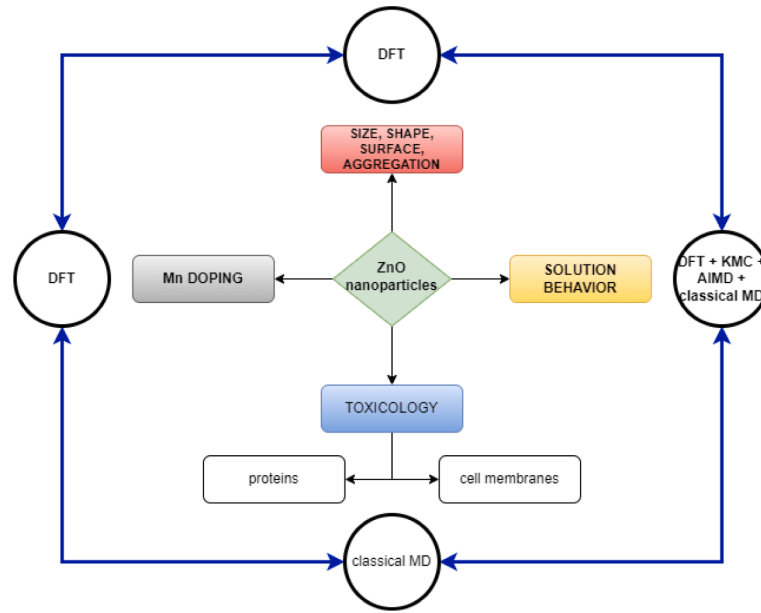 DFT
SIZE, SHAPE,
SURFACE,
AGGREGATION
DFT
Mn DOPING
ZnO
nanoparticles
SOLUTION
BEHAVIOR
DFT + KMC +
AIMD +
classical MD
TOXICOLOGY
proteins
cell membranes
classical MD